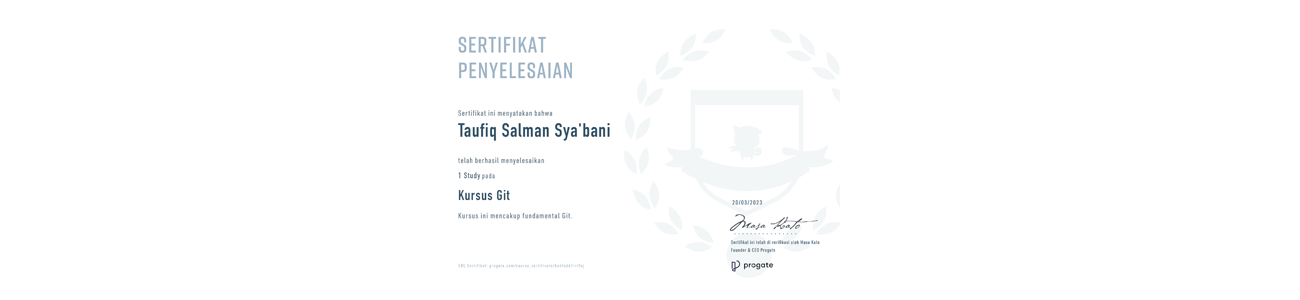 SERTIFIKAT
PENYELESAIAN
Sertifikat ini menyatakan bahwa
Taufiq Salman Sya'bani
telah berhasil menyelesaikan
1 Study pada
Kursus Git
Kursus ini mencakup fundamental Git.
20/03/2023
Masa Kato
Sertifikat ini telah di verifikasi oleh Masa Kato
Founder & CEO Progate
progate
URL Sertifikat: